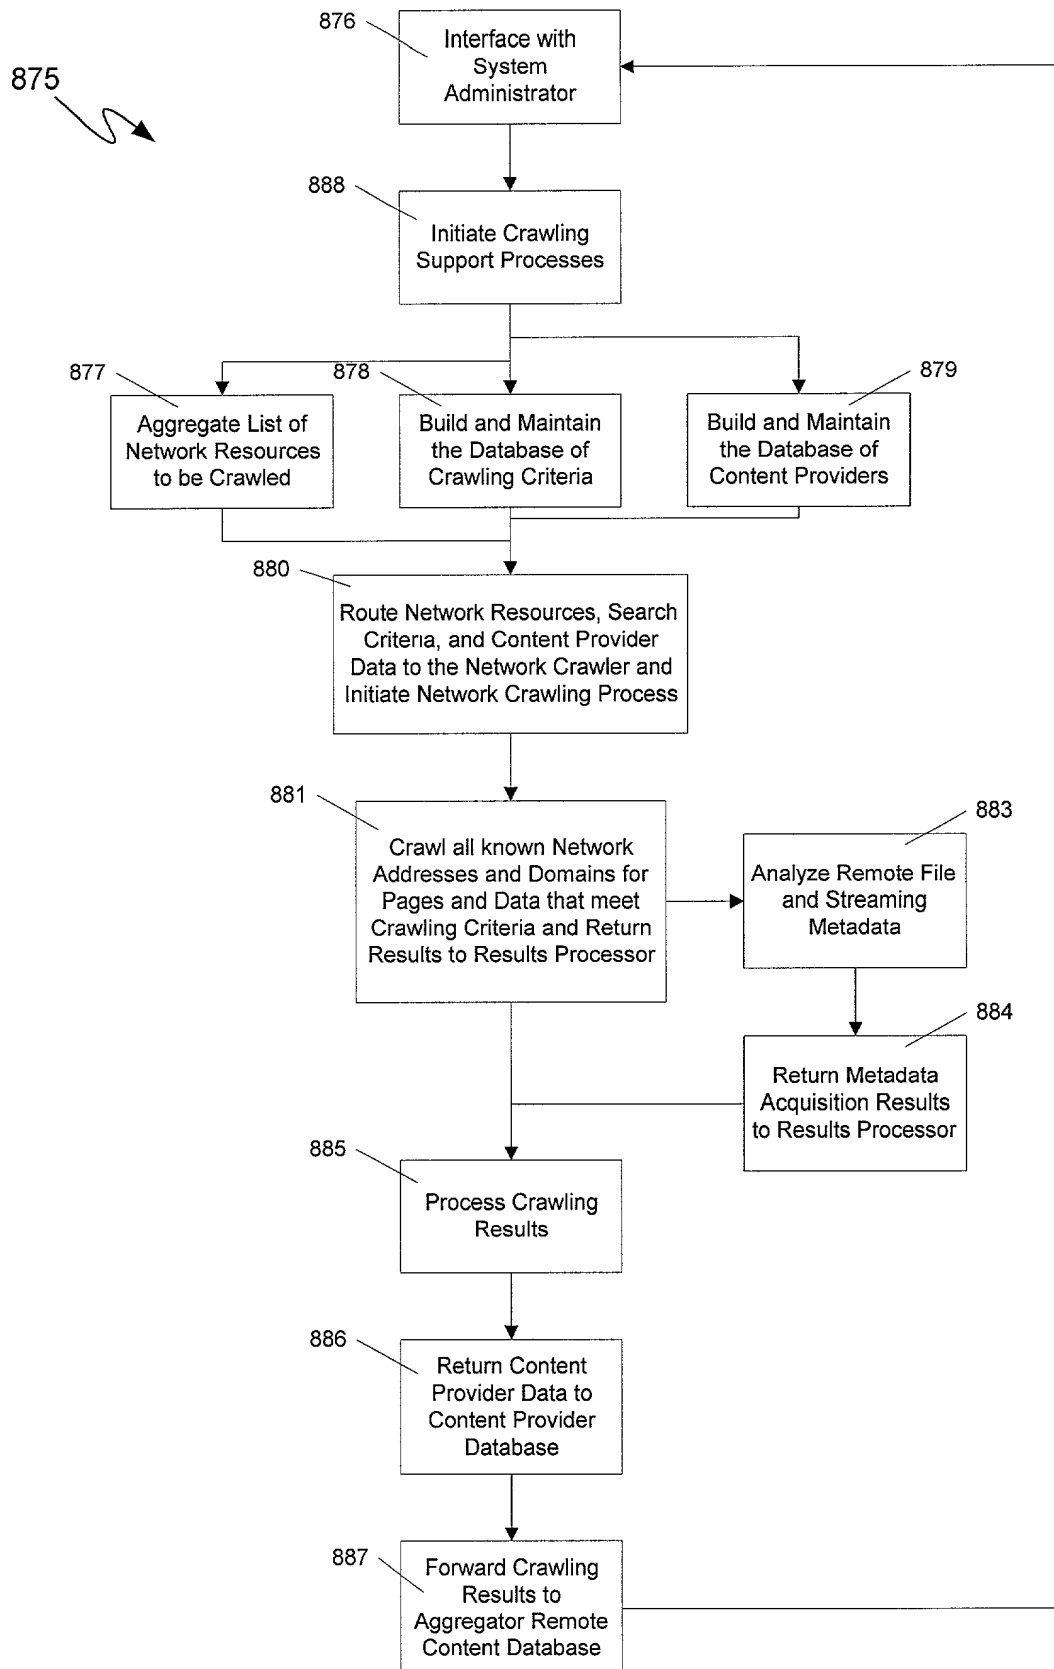 876
Interface with
System
Administrator
875
888
Initiate Crawling
Support Processes
877
Aggregate List of
Network Resources
to be Crawled
878
Build and Maintain
the Database of
Crawling Criteria
879
Build and Maintain
the Database of
Content Providers
880
Route Network Resources, Search
Criteria, and Content Provider
Data to the Network Crawler and
Initiate Network Crawling Process
881
Crawl all known Network
Addresses and Domains for
Pages and Data that meet
Crawling Criteria and Return
Results to Results Processor
883
Analyze Remote File
and Streaming
Metadata
884
Return Metadata
Acquisition Results
to Results Processor
885
Process Crawling
Results
886
Return Content
Provider Data to
Content Provider
Database
887
Forward Crawling
Results to
Aggregator Remote
Content Database